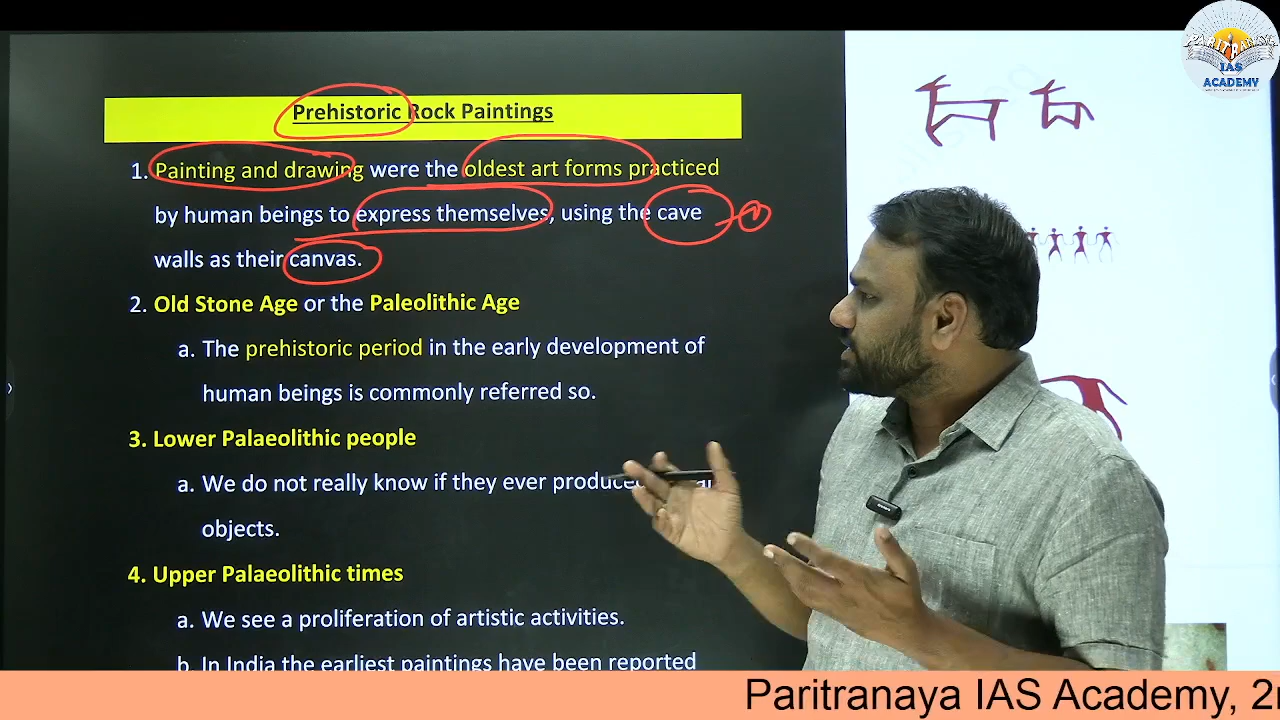 PARITRANAYA
IAS
ACADEMY
Prehistoric Rock Paintings
1. Painting and drawing were the oldest art forms practiced
by human beings to express themselves, using the cave
walls as their canvas.
2. Old Stone Age or the Paleolithic Age
a. The prehistoric period in the early development of
human beings is commonly referred so.
3. Lower Palaeolithic people
a. We do not really know if they ever produced
objects.
4. Upper Palaeolithic times
a. We see a proliferation of artistic activities.
b. In India the earliest paintings have been reported
Paritranaya IAS Academy, 2